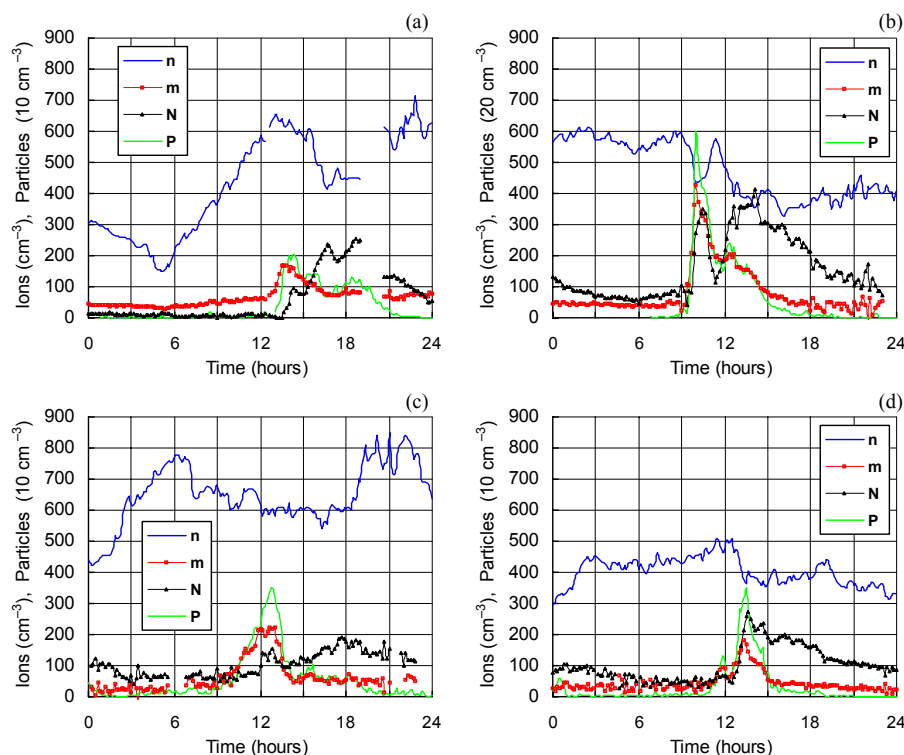 (a)
Ions (cm⁻³), Particles (10 cm⁻³)
900
800
700
600
500
400
300
200
100
0
n
m
N
P
0 6 12 18 24
Time (hours)
(b)
Ions (cm⁻³), Particles (20 cm⁻³)
900
800
700
600
500
400
300
200
100
0
n
m
N
P
0 6 12 18 24
Time (hours)
(c)
Ions (cm⁻³), Particles (10 cm⁻³)
900
800
700
600
500
400
300
200
100
0
n
m
N
P
0 6 12 18 24
Time (hours)
(d)
Ions (cm⁻³), Particles (10 cm⁻³)
900
800
700
600
500
400
300
200
100
0
n
m
N
P
0 6 12 18 24
Time (hours)